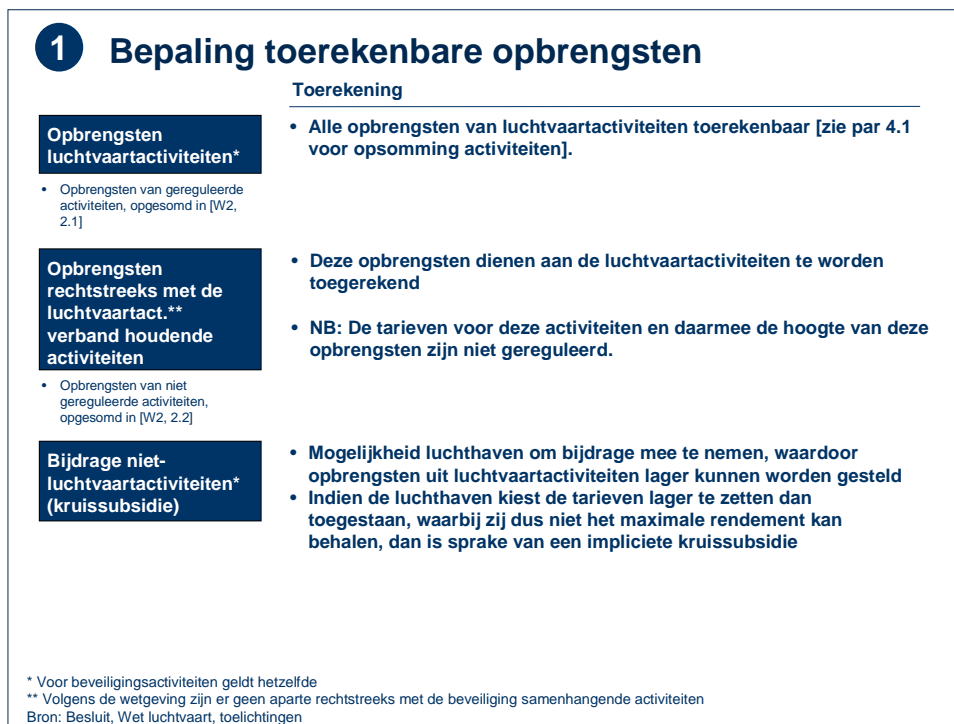 1 Bepaling toerekenbare opbrengsten
Toerekening
Opbrengsten
luchtvaartactiviteiten*
• Opbrengsten van gereguleerde
activiteiten, opgesomd in [W2,
2.1]
• Alle opbrengsten van luchtvaartactiviteiten toerekenbaar [zie par 4.1
voor opsomming activiteiten].
Opbrengsten
rechtstreeks met de
luchtvaartact.**
verband houdende
activiteiten
• Opbrengsten van niet
gereguleerde activiteiten,
opgesomd in [W2, 2.2]
• Deze opbrengsten dienen aan de luchtvaartactiviteiten te worden
toegerekend
• NB: De tarieven voor deze activiteiten en daarmee de hoogte van deze
opbrengsten zijn niet gereguleerd.
Bijdrage niet-
luchtvaartactiviteiten*
(kruissubsidie)
• Mogelijkheid luchthaven om bijdrage mee te nemen, waardoor
opbrengsten uit luchtvaartactiviteiten lager kunnen worden gesteld
• Indien de luchthaven kiest de tarieven lager te zetten dan
toegestaan, waarbij zij dus niet het maximale rendement kan
behalen, dan is sprake van een impliciete kruissubsidie
* Voor beveiligingsactiviteiten geldt hetzelfde
** Volgens de wetgeving zijn er geen aparte rechtstreeks met de beveiliging samenhangende activiteiten
Bron: Besluit, Wet luchtvaart, toelichtingen